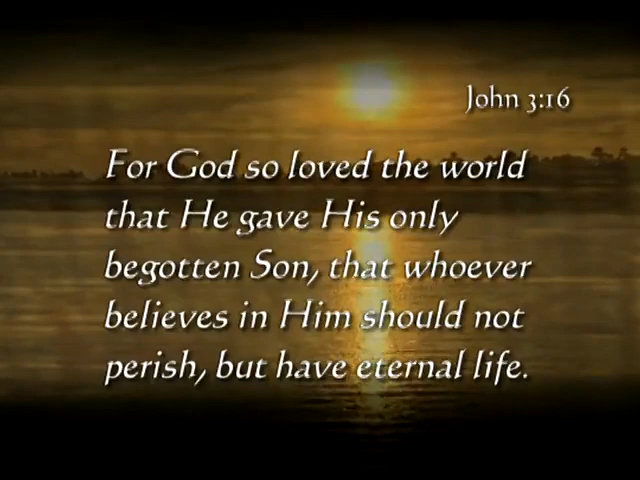 John 3:16
For God so loved the world
that He gave His only
begotten Son, that whoever
believes in Him should not
perish, but have eternal life.